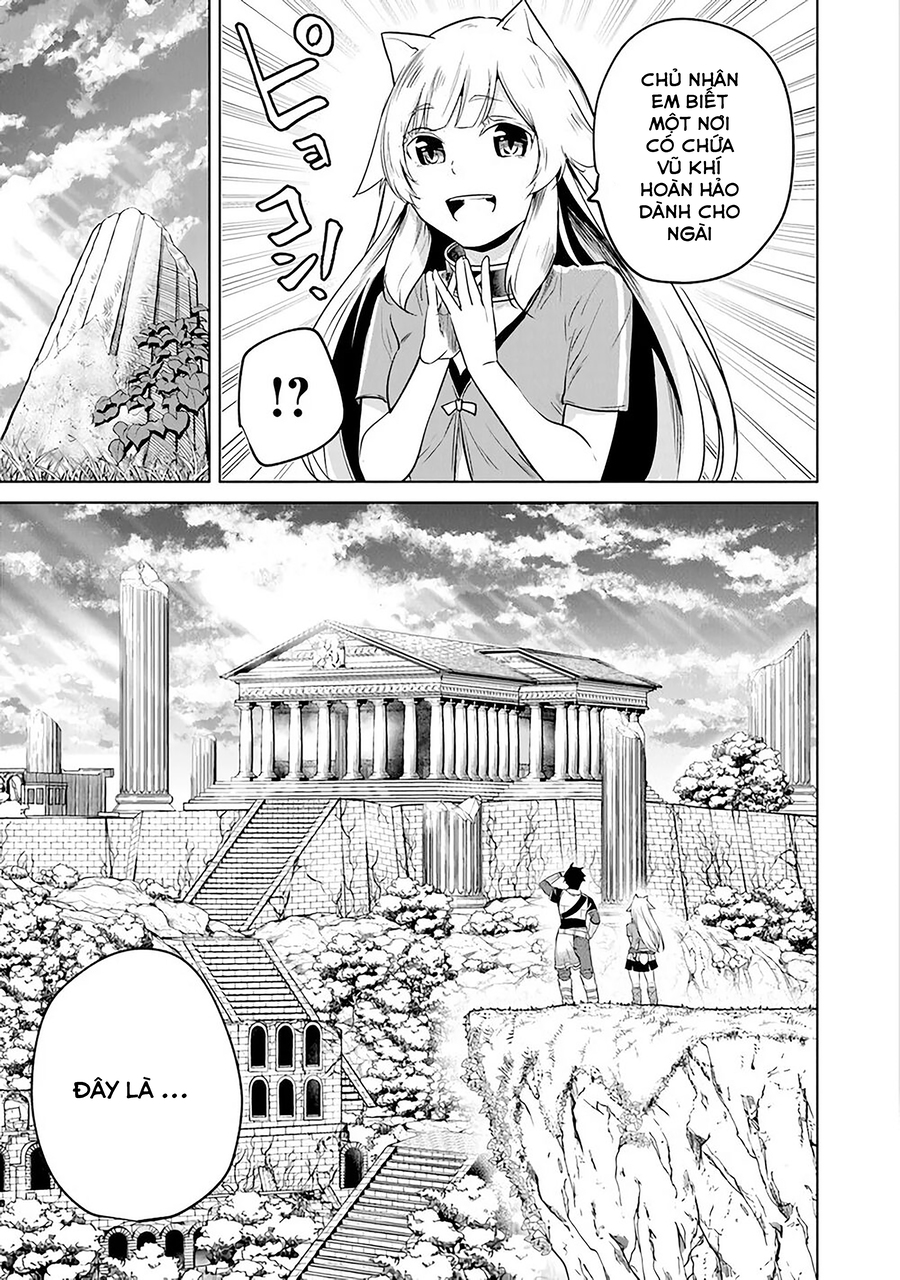 CHỦ NHÂN
EM BIẾT
MỘT NƠI
CÓ CHỨA
VŨ KHÍ
HOÀN HẢO
DÀNH CHO
NGÀI
ピョコン!!
!?
ĐÂY LÀ ...